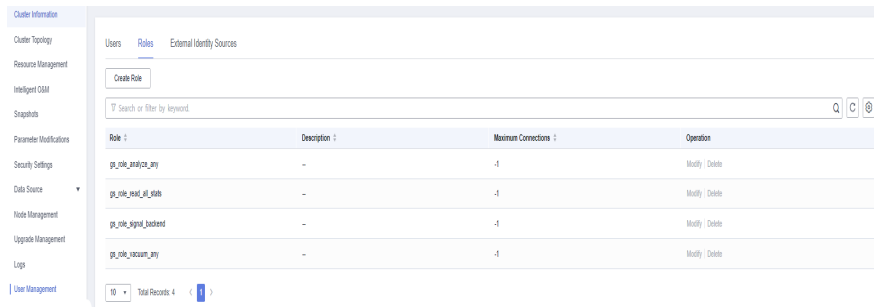 Cluster Information
Cluster Topology
Resource Management
Intelligent O&M
Snapshots
Parameter Modifications
Security Settings
Data Source
Node Management
Upgrade Management
Logs
User Management
Users Roles External Identity Sources
Create Role
Search or filter by keyword.
Role Description Maximum Connections Operation
gs_role_analyze_any – -1 Modify | Delete
gs_role_read_all_stats – -1 Modify | Delete
gs_role_signal_backend – -1 Modify | Delete
gs_role_vacuum_any – -1 Modify | Delete
10 Total Records: 4 < 1 >